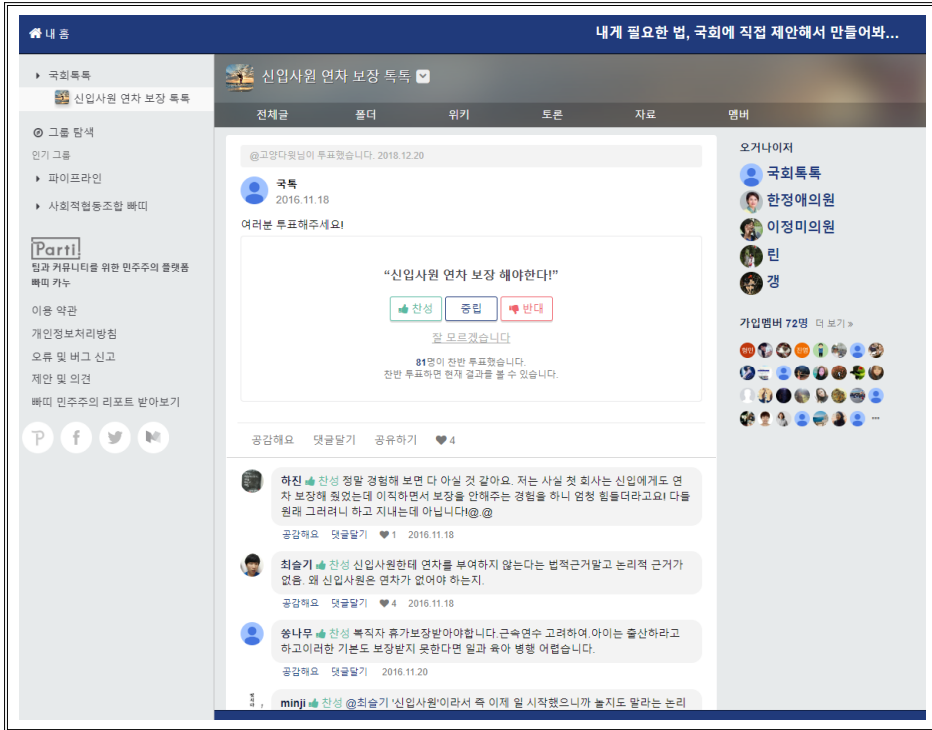 내 홈
내게 필요한 법, 국회에 직접 제안해서 만들어봐...
국회톡톡
신입사원 연차 보장 톡톡
그룹 탐색
인기 그룹
파이프라인
사회적협동조합 빠띠
Parti
팀과 커뮤니티를 위한 민주주의 플랫폼
빠띠 카누
이용 약관
개인정보처리방침
오류 및 버그 신고
제안 및 의견
빠띠 민주주의 리포트 받아보기
신입사원 연차 보장 톡톡
전체글 폴더 위키 토론 자료 멤버
@고양다윗님이 투표했습니다. 2018.12.20
국톡
2016.11.18
여러분 투표해주세요!
“신입사원 연차 보장 해야한다!”
찬성 중립 반대
잘 모르겠습니다
81명이 찬반 투표했습니다.
찬반 투표하면 현재 결과를 볼 수 있습니다.
공감해요 댓글달기 공유하기 4
하진 찬성 정말 경험해 보면 다 아실 것 같아요. 저는 사실 첫 회사는 신입에게도 연
차 보장해 줬었는데 이직하면서 보장을 안해주는 경험을 하니 엄청 힘들더라고요! 다들
원래 그러려니 하고 지내는데 아닙니다!@.@
공감해요 댓글달기 1 2016.11.18
최슬기 찬성 신입사원한테 연차를 부여하지 않는다는 법적근거말고 논리적 근거가
없음. 왜 신입사원은 연차가 없어야 하는지.
공감해요 댓글달기 4 2016.11.18
쏭나무 찬성 복직자 휴가보장받아야합니다.근속연수 고려하여.아이는 출산하라고
하고이러한 기본도 보장받지 못한다면 일과 육아 병행 어렵습니다.
공감해요 댓글달기 2016.11.20
minji 찬성 @최슬기 '신입사원'이라서 즉 이제 일 시작했으니까 놀지도 말라는 논리
오거나이저
국회톡톡
한정애의원
이정미의원
린
갱
가입멤버 72명 더 보기 »